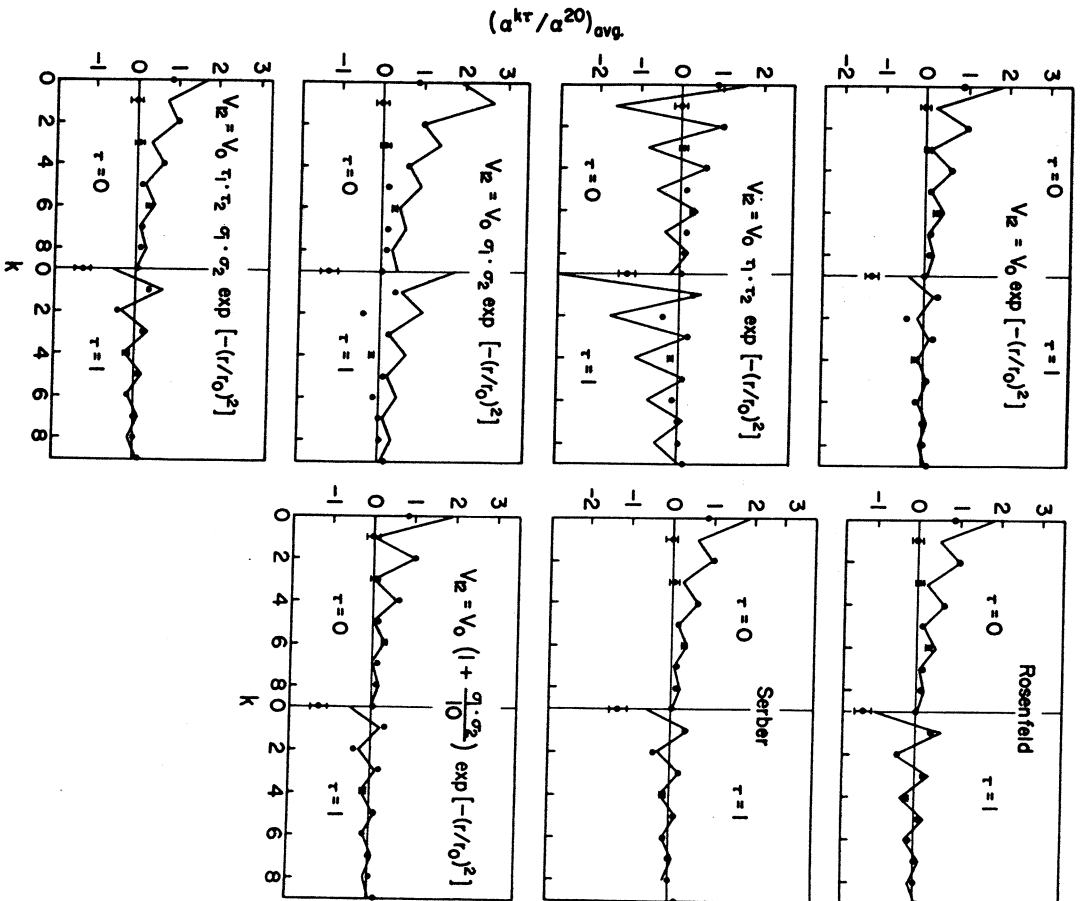 (α^{kτ}/α^{20})_{avg.}
τ=0
τ=1
V₁₂ = V₀ exp [-(r/r₀)²]
3
2
1
0
-1
V₁₂ = V₀ τ₁·τ₂ exp [-(r/r₀)²]
τ=0
τ=1
2
1
0
-1
-2
V₁₂ = V₀ σ₁·σ₂ exp [-(r/r₀)²]
τ=0
τ=1
3
2
1
0
-1
V₁₂ = V₀ τ₁·τ₂ σ₁·σ₂ exp [-(r/r₀)²]
τ=0
τ=1
3
2
1
0
-1
0 2 4 6 8 0 2 4 6 8
k
Rosenfeld
τ=0
τ=1
3
2
1
0
-1
Serber
τ=0
τ=1
3
2
1
0
-1
-2
V₁₂ = V₀ (1 + σ₁·σ₂/10) exp [-(r/r₀)²]
τ=0
τ=1
3
2
1
0
-1
0 2 4 6 8 0 2 4 6 8
k